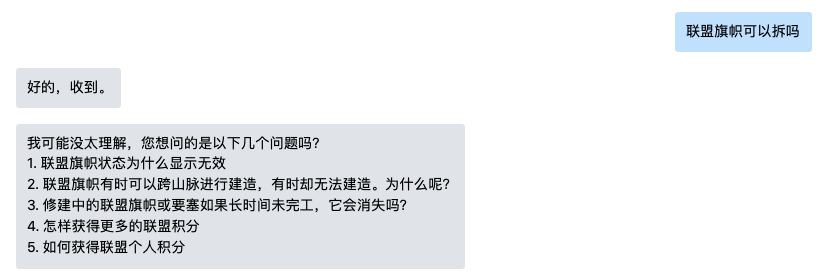 联盟旗帜可以拆吗
好的，收到。
我可能没太理解，您想问的是以下几个问题吗？
1. 联盟旗帜状态为什么显示无效
2. 联盟旗帜有时可以跨山脉进行建造，有时却无法建造。为什么呢？
3. 修建中的联盟旗帜或要塞如果长时间未完工，它会消失吗？
4. 怎样获得更多的联盟积分
5. 如何获得联盟个人积分